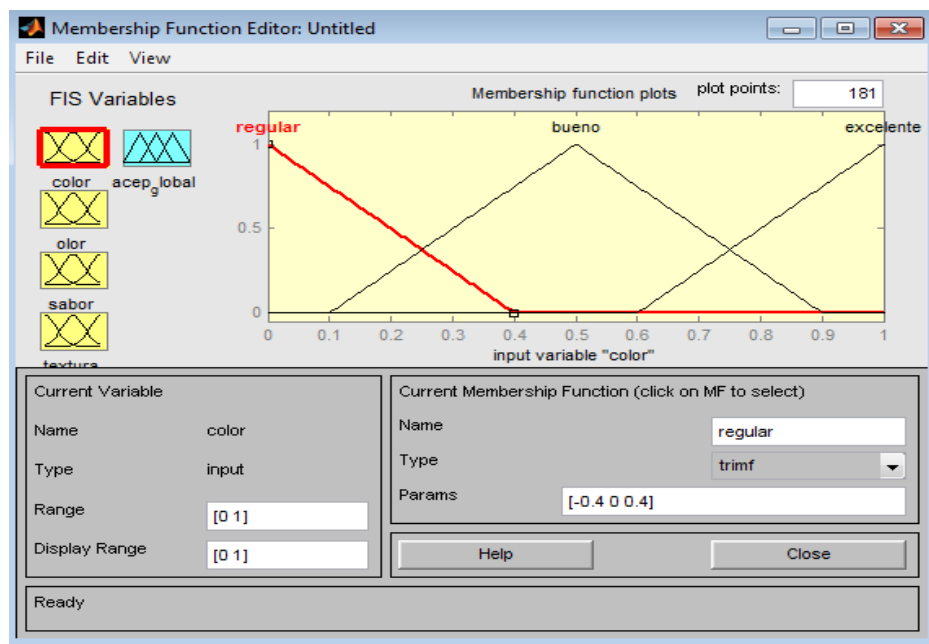 Membership Function Editor: Untitled
File Edit View
FIS Variables
Membership function plots
plot points:
181
color
acep_global
olor
sabor
textura
regular
bueno
excelente
1
0.5
0
0 0.1 0.2 0.3 0.4 0.5 0.6 0.7 0.8 0.9 1
input variable "color"
Current Variable
Name color
Type input
Range [0 1]
Display Range [0 1]
Current Membership Function (click on MF to select)
Name regular
Type trimf
Params [-0.4 0 0.4]
Help
Close
Ready